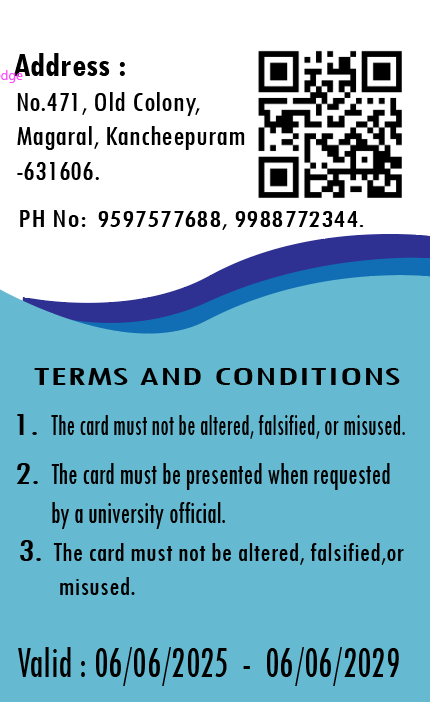 Address :
No.471, Old Colony,
Magaral, Kancheepuram
-631606.
PH No: 9597577688, 9988772344.
TERMS AND CONDITIONS
1. The card must not be altered, falsified, or misused.
2. The card must be presented when requested
by a university official.
3. The card must not be altered, falsified,or
misused.
Valid : 06/06/2025 - 06/06/2029